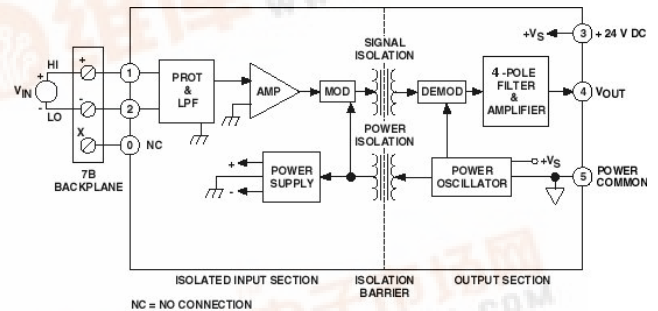 +VS
3
+ 24 V DC
SIGNAL
ISOLATION
HI
+
VIN
+
-
LO
-
X
7B
BACKPLANE
1
2
0
NC
PROT
&
LPF
AMP
MOD
DEMOD
4-POLE
FILTER
&
AMPLIFIER
4
VOUT
POWER
ISOLATION
+
-
POWER
SUPPLY
POWER
OSCILLATOR
+VS
5
POWER
COMMON
ISOLATED INPUT SECTION
ISOLATION
BARRIER
OUTPUT SECTION
NC = NO CONNECTION